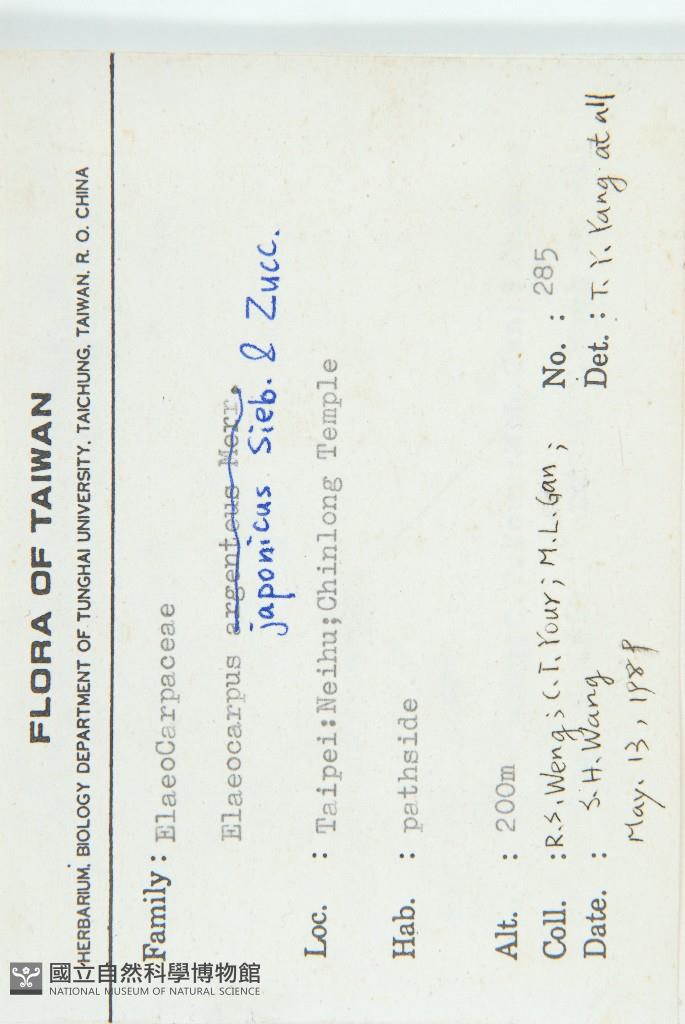 FLORA OF TAIWAN
HERBARIUM, BIOLOGY DEPARTMENT OF TUNGHAI UNIVERSITY, TAICHUNG, TAIWAN, R. O. CHINA
Family : ElaeoCarpaceae
Elaeocarpus argenteus Merr.
japonicus Sieb. & Zucc.
Loc. : Taipei:Neihu;Chinlong Temple
Hab. : pathside
Alt. : 200m
Coll. : R.S.Weng; C.T.Your; M.L.Gan; No. : 285
Date. : S.H.Wang Det. : T.Y.Yang at all
May. 13, 1989
國立自然科學博物館
NATIONAL MUSEUM OF NATURAL SCIENCE